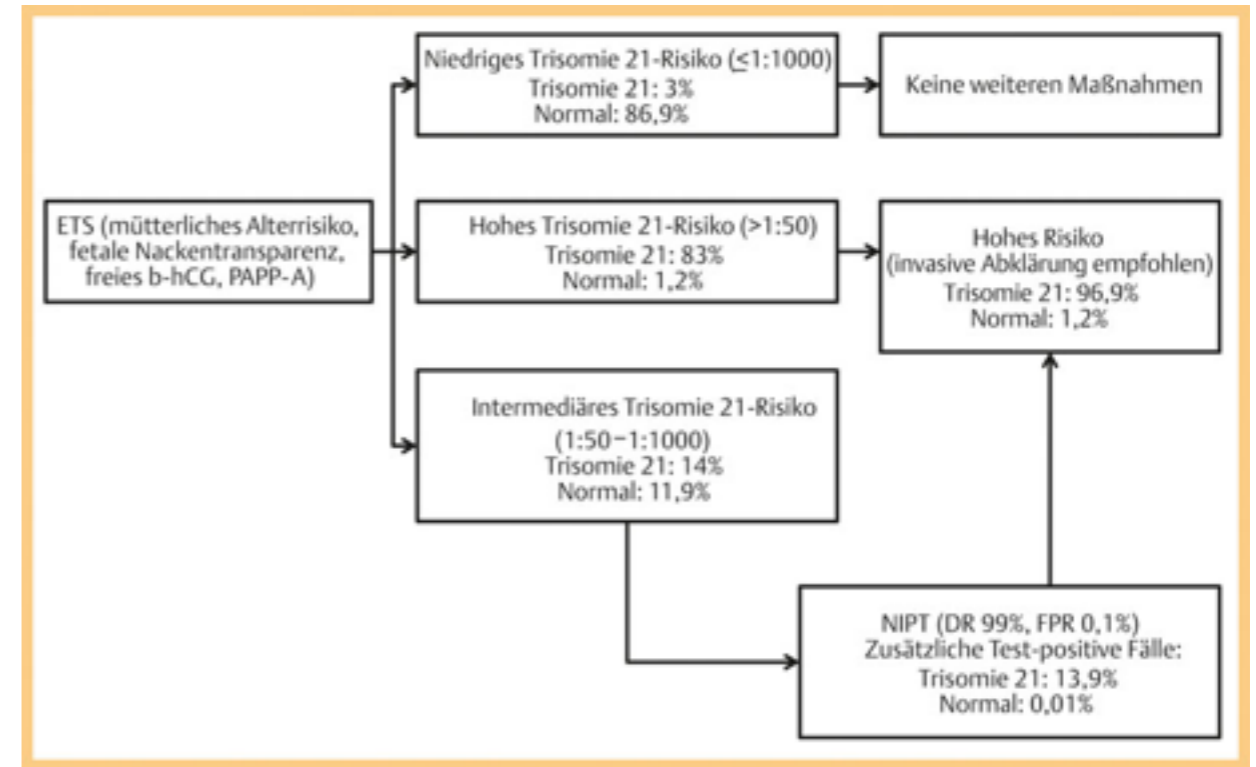 Niedriges Trisomie 21-Risiko (≤1:1000)
Trisomie 21: 3%
Normal: 86,9%
Keine weiteren Maßnahmen
ETS (mütterliches Alterrisiko,
fetale Nackentransparenz,
freies b-hCG, PAPP-A)
Hohes Trisomie 21-Risiko (>1:50)
Trisomie 21: 83%
Normal: 1,2%
Hohes Risiko
(invasive Abklärung empfohlen)
Trisomie 21: 96,9%
Normal: 1,2%
Intermediäres Trisomie 21-Risiko
(1:50–1:1000)
Trisomie 21: 14%
Normal: 11,9%
NIPT (DR 99%, FPR 0,1%)
Zusätzliche Test-positive Fälle:
Trisomie 21: 13,9%
Normal: 0,01%